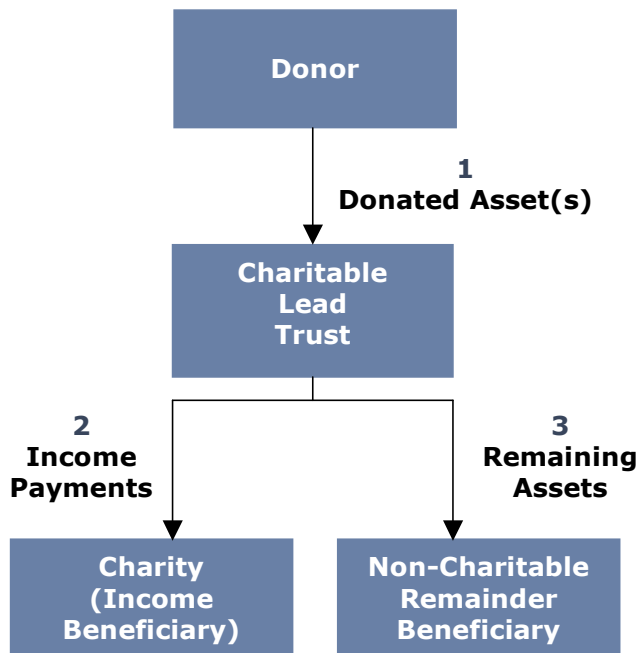 Donor
1
Donated Asset(s)
Charitable
Lead
Trust
2
Income
Payments
3
Remaining
Assets
Charity
(Income
Beneficiary)
Non-Charitable
Remainder
Beneficiary